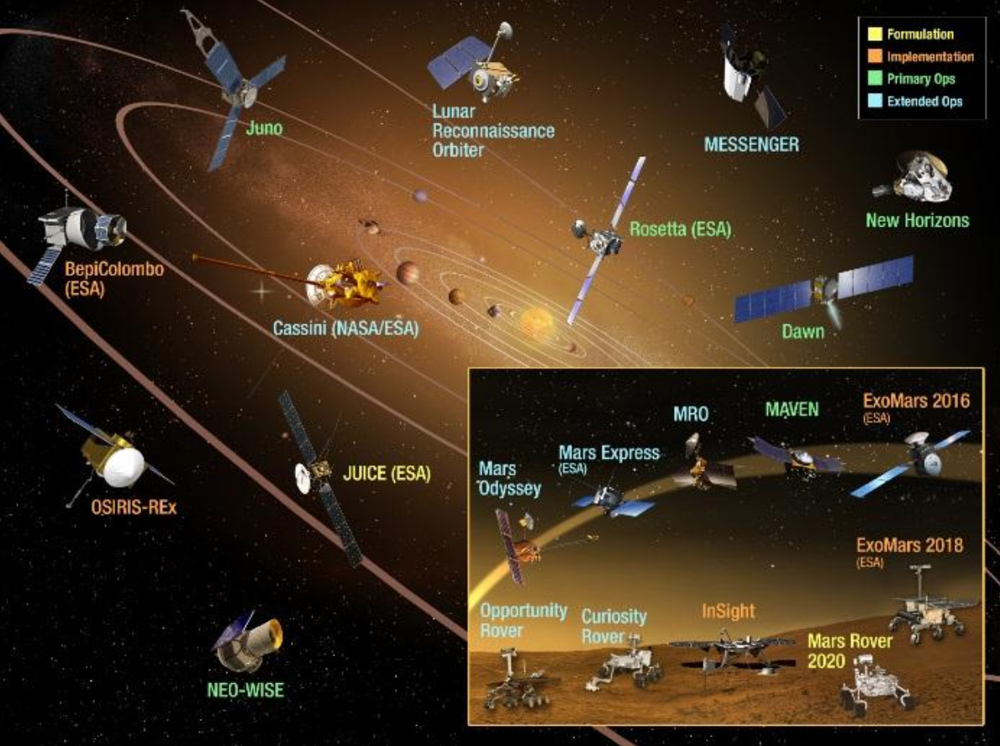 Formulation
Implementation
Primary Ops
Extended Ops
Juno
Lunar
Reconnaissance
Orbiter
MESSENGER
New Horizons
Rosetta (ESA)
BepiColombo
(ESA)
Cassini (NASA/ESA)
Dawn
OSIRIS-REx
JUICE (ESA)
NEO-WISE
Mars
Odyssey
Mars Express
(ESA)
MRO
MAVEN
ExoMars 2016
(ESA)
ExoMars 2018
(ESA)
Opportunity
Rover
Curiosity
Rover
InSight
Mars Rover
2020